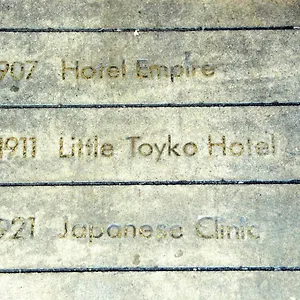 907 Hotel Empire
1911 Little Toyko Hotel
921 Japanese Clinic